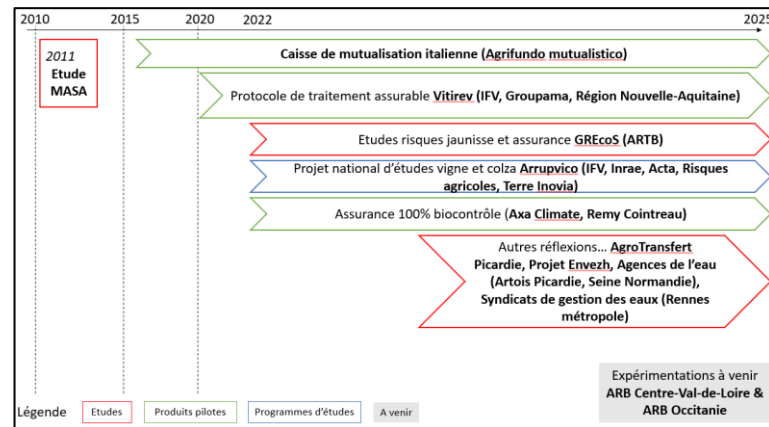 2010 2015 2020 2022 2025
2011
Etude
MASA
Caisse de mutualisation italienne (Agrifundo mutualistico)
Protocole de traitement assurable Vitirev (IFV, Groupama, Région Nouvelle-Aquitaine)
Etudes risques jaunisse et assurance GREcoS (ARTB)
Projet national d'études vigne et colza Arrupvico (IFV, Inrae, Acta, Risques
agricoles, Terre Inovia)
Assurance 100% biocontrôle (Axa Climate, Remy Cointreau)
Autres réflexions... AgroTransfert
Picardie, Projet Envezh, Agences de l'eau
(Artois Picardie, Seine Normandie),
Syndicats de gestion des eaux (Rennes
métropole)
Expérimentations à venir
ARB Centre-Val-de-Loire &
ARB Occitanie
Légende Etudes Produits pilotes Programmes d'études A venir